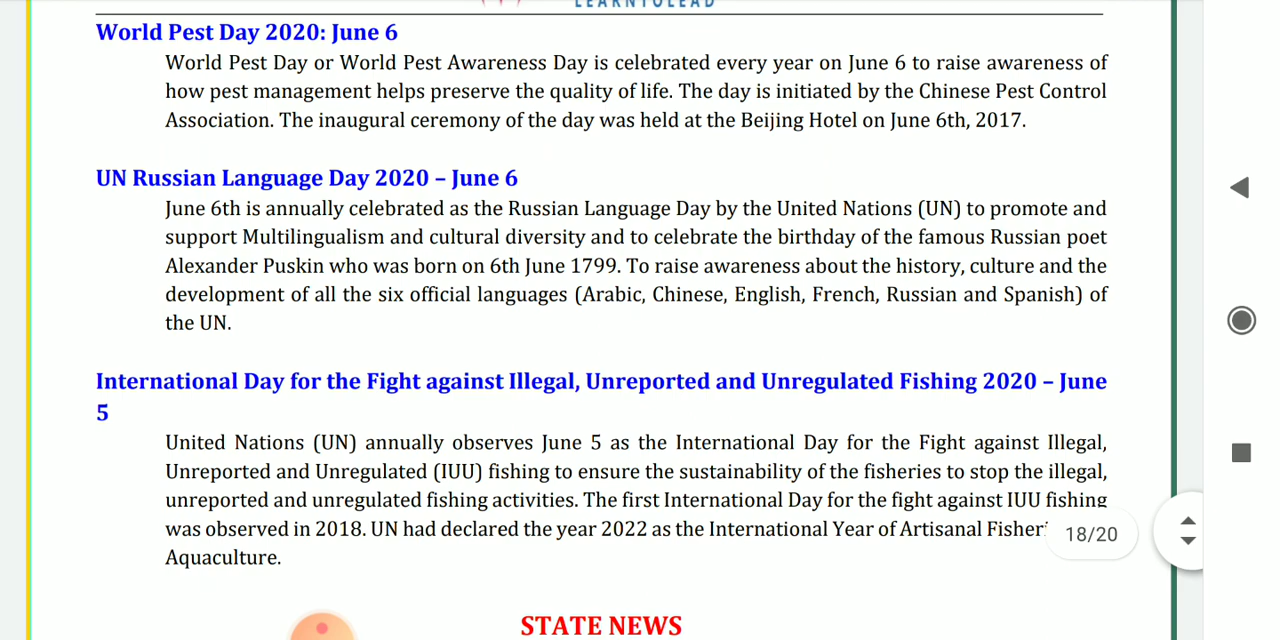 LEARNTOLEAD
World Pest Day 2020: June 6
World Pest Day or World Pest Awareness Day is celebrated every year on June 6 to raise awareness of
how pest management helps preserve the quality of life. The day is initiated by the Chinese Pest Control
Association. The inaugural ceremony of the day was held at the Beijing Hotel on June 6th, 2017.
UN Russian Language Day 2020 – June 6
June 6th is annually celebrated as the Russian Language Day by the United Nations (UN) to promote and
support Multilingualism and cultural diversity and to celebrate the birthday of the famous Russian poet
Alexander Puskin who was born on 6th June 1799. To raise awareness about the history, culture and the
development of all the six official languages (Arabic, Chinese, English, French, Russian and Spanish) of
the UN.
International Day for the Fight against Illegal, Unreported and Unregulated Fishing 2020 – June
5
United Nations (UN) annually observes June 5 as the International Day for the Fight against Illegal,
Unreported and Unregulated (IUU) fishing to ensure the sustainability of the fisheries to stop the illegal,
unreported and unregulated fishing activities. The first International Day for the fight against IUU fishing
was observed in 2018. UN had declared the year 2022 as the International Year of Artisanal
18/20
Aquaculture.
STATE NEWS